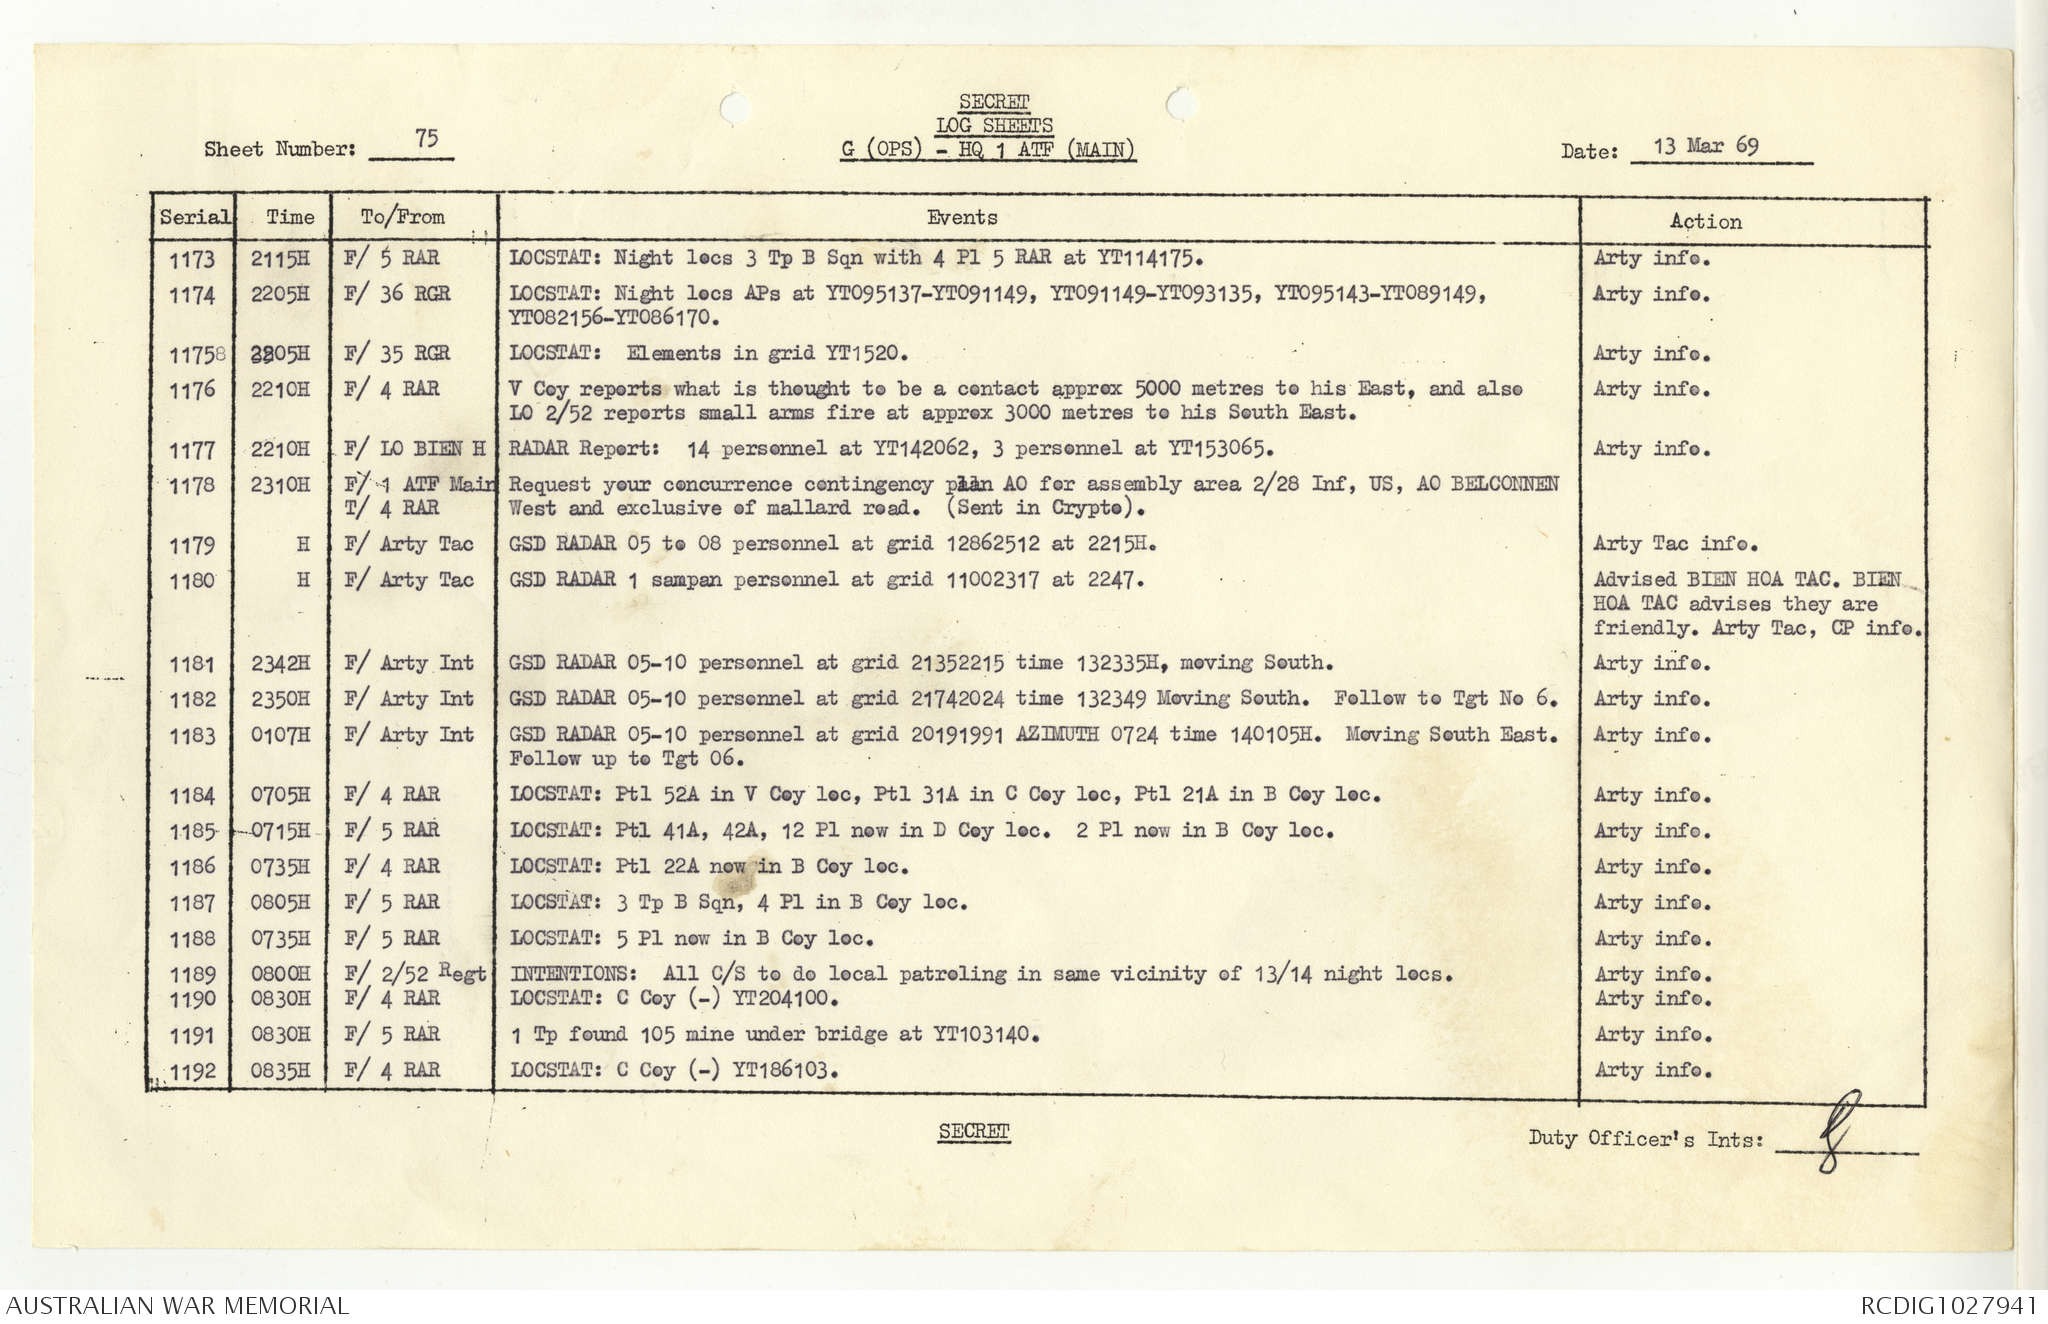 SECRET
LOG SHEETS
G (OPS) - HQ 1 ATF (MAIN)
Sheet Number: 75
Date: 13 Mar 69
Serial Time To/From Events Action
1173 2115H F/ 5 RAR LOCSTAT: Night locs 3 Tp B Sqn with 4 Pl 5 RAR at YT114175. Arty info.
1174 2205H F/ 36 RGR LOCSTAT: Night locs APs at YT095137-YT091149, YT091149-YT093135, YT095143-YT089149, Arty info.
YT082156-YT086170.
11758 2205H F/ 35 RGR LOCSTAT: Elements in grid YT1520. Arty info.
1176 2210H F/ 4 RAR V Coy reports what is thought to be a contact approx 5000 metres to his East, and also Arty info.
LO 2/52 reports small arms fire at approx 3000 metres to his South East.
1177 2210H F/ LO BIEN H RADAR Report: 14 personnel at YT142062, 3 personnel at YT153065. Arty info.
1178 2310H F/ 1 ATF Main Request your concurrence contingency plan AO for assembly area 2/28 Inf, US, AO BELCONNEN
T/ 4 RAR West and exclusive of mallard road. (Sent in Crypto).
1179 H F/ Arty Tac GSD RADAR 05 to 08 personnel at grid 12862512 at 2215H. Arty Tac info.
1180 H F/ Arty Tac GSD RADAR 1 sampan personnel at grid 11002317 at 2247. Advised BIEN HOA TAC. BIEN
HOA TAC advises they are
friendly. Arty Tac, CP info.
1181 2342H F/ Arty Int GSD RADAR 05-10 personnel at grid 21352215 time 132335H, moving South. Arty info.
1182 2350H F/ Arty Int GSD RADAR 05-10 personnel at grid 21742024 time 132349 Moving South. Follow to Tgt No 6. Arty info.
1183 0107H F/ Arty Int GSD RADAR 05-10 personnel at grid 20191991 AZIMUTH 0724 time 140105H. Moving South East. Arty info.
Follow up to Tgt 06.
1184 0705H F/ 4 RAR LOCSTAT: Ptl 52A in V Coy loc, Ptl 31A in C Coy loc, Ptl 21A in B Coy loc. Arty info.
1185 0715H F/ 5 RAR LOCSTAT: Ptl 41A, 42A, 12 Pl now in D Coy loc. 2 Pl now in B Coy loc. Arty info.
1186 0735H F/ 4 RAR LOCSTAT: Ptl 22A now in B Coy loc. Arty info.
1187 0805H F/ 5 RAR LOCSTAT: 3 Tp B Sqn, 4 Pl in B Coy loc. Arty info.
1188 0735H F/ 5 RAR LOCSTAT: 5 Pl now in B Coy loc. Arty info.
1189 0800H F/ 2/52 Regt INTENTIONS: All C/S to do local patroling in same vicinity of 13/14 night locs. Arty info.
1190 0830H F/ 4 RAR LOCSTAT: C Coy (-) YT204100. Arty info.
1191 0830H F/ 5 RAR 1 Tp found 105 mine under bridge at YT103140. Arty info.
1192 0835H F/ 4 RAR LOCSTAT: C Coy (-) YT186103. Arty info.
SECRET
Duty Officer's Ints:
AUSTRALIAN WAR MEMORIAL
RCDIG1027941